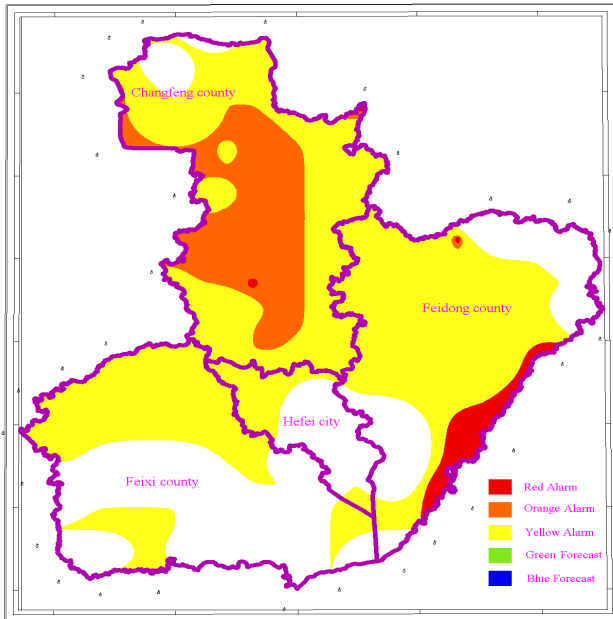 Changfeng county
Feidong county
Hefei city
Feixi county
Red Alarm
Orange Alarm
Yellow Alarm
Green Forecast
Blue Forecast